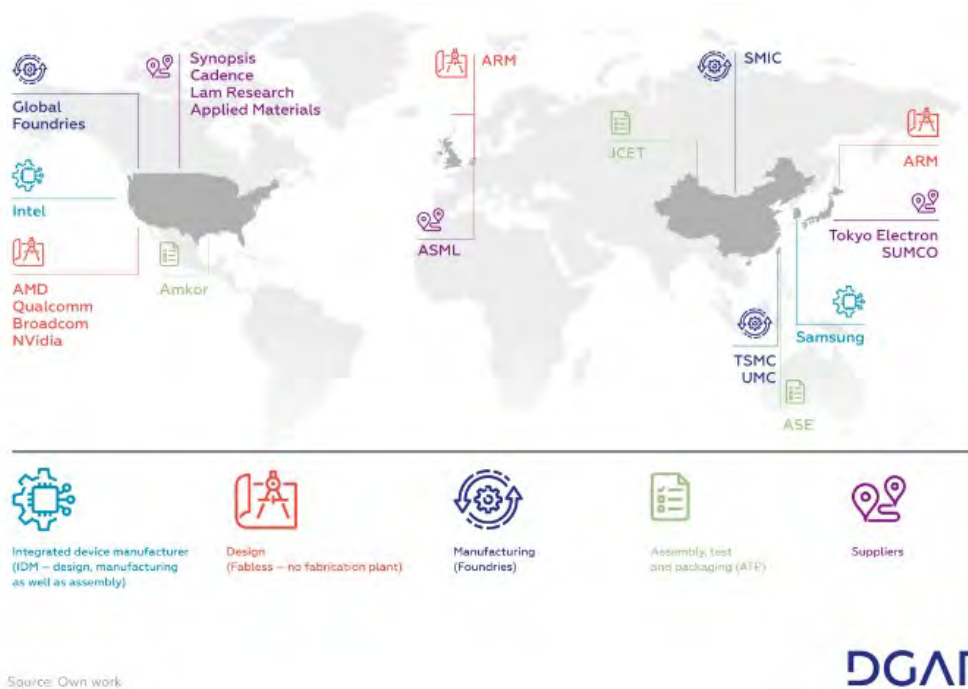 Global
Foundries
Intel
AMD
Qualcomm
Broadcom
NVidia
Synopsis
Cadence
Lam Research
Applied Materials
Amkor
ARM
ASML
JCET
SMIC
ARM
Tokyo Electron
SUMCO
Samsung
TSMC
UMC
ASE
Integrated device manufacturer
(IDM – design, manufacturing
as well as assembly)
Design
(Fabless – no fabrication plant)
Manufacturing
(Foundries)
Assembly, test
and packaging (ATP)
Suppliers
Source: Own work